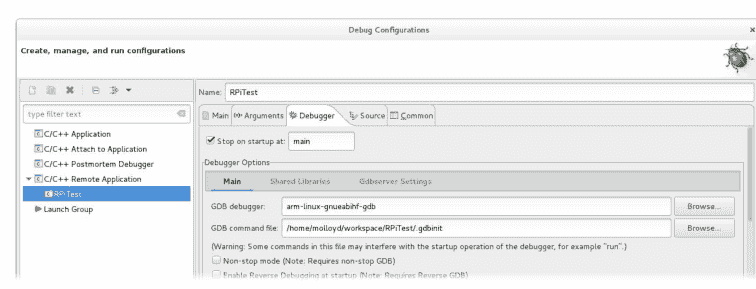 Debug Configurations
Create, manage, and run configurations
Name: RPiTest
type filter text
Main Arguments Debugger Source Common
C/C++ Application
C/C++ Attach to Application
C/C++ Postmortem Debugger
C/C++ Remote Application
RPiTest
Launch Group
Stop on startup at: main
Debugger Options
Main Shared Libraries Gdbserver Settings
GDB debugger: arm-linux-gnueabihf-gdb Browse...
GDB command file: /home/molloyd/workspace/RPiTest/.gdbinit Browse...
(Warning: Some commands in this file may interfere with the startup operation of the debugger, for example "run".)
Non-stop mode (Note: Requires non-stop GDB)
Enable Reverse Debugging at startup (Note: Requires Reverse GDB)